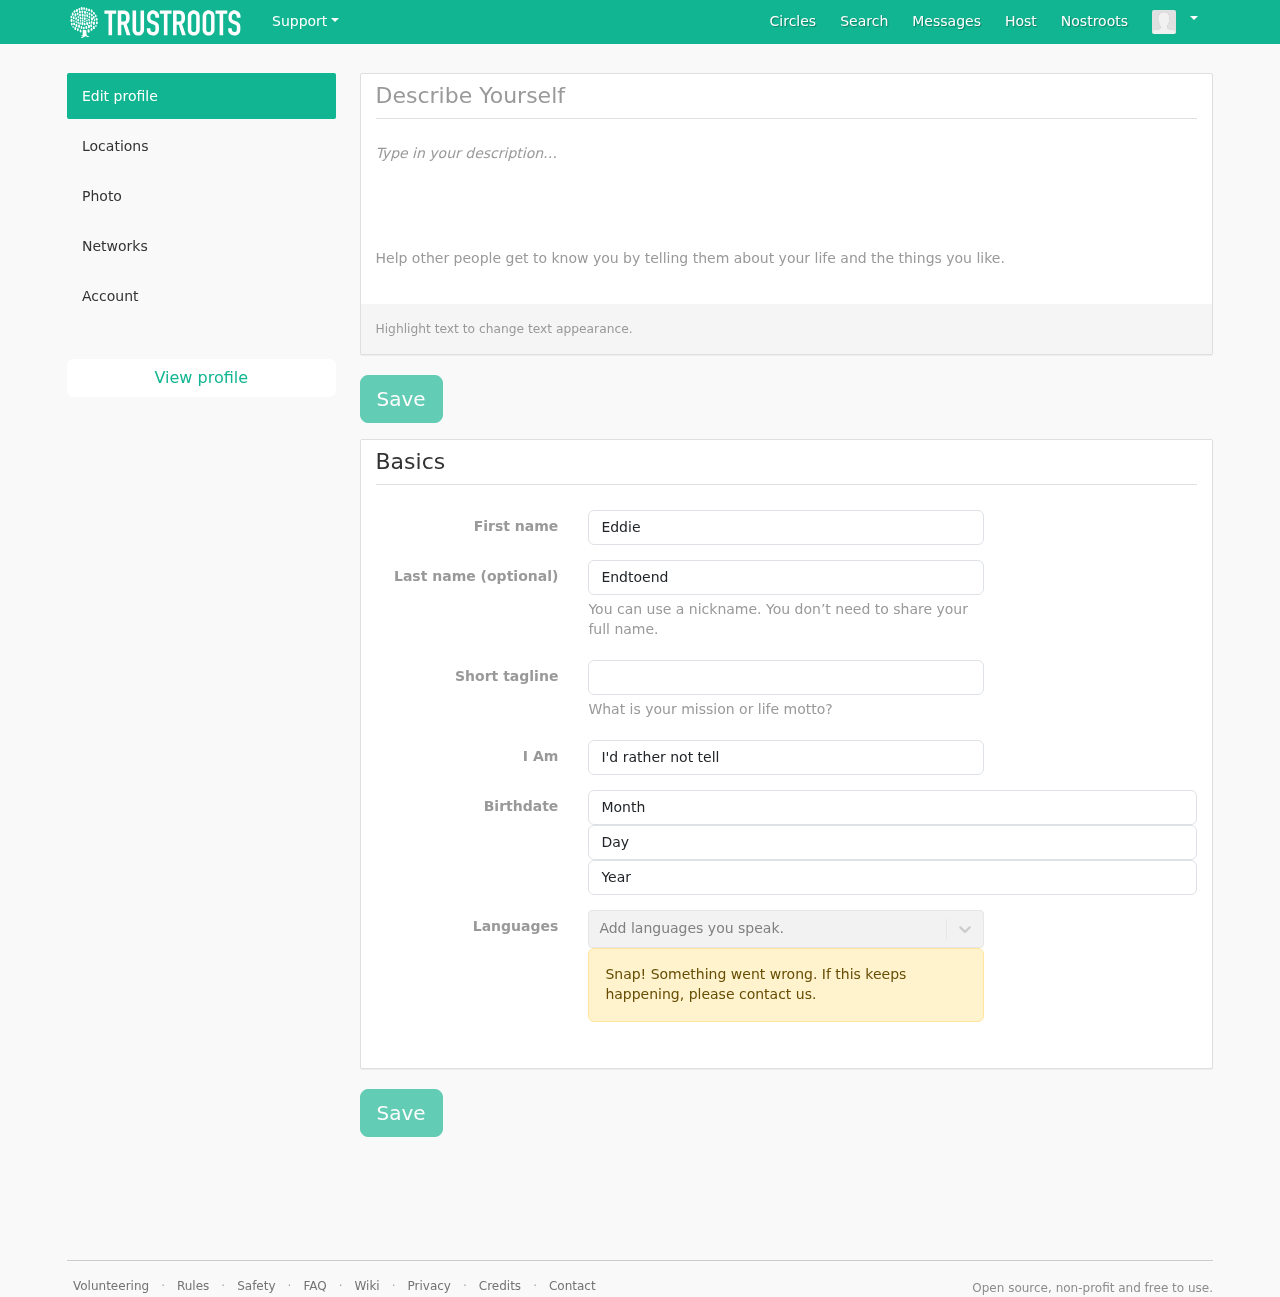 TRUSTROOTS
Support
Circles
Search
Messages
Host
Nostroots
Edit profile
Locations
Photo
Networks
Account
View profile
Describe Yourself
Type in your description...
Help other people get to know you by telling them about your life and the things you like.
Highlight text to change text appearance.
Save
Basics
First name
Eddie
Last name (optional)
Endtoend
You can use a nickname. You don’t need to share your
full name.
Short tagline
What is your mission or life motto?
I Am
I'd rather not tell
Birthdate
Month
Day
Year
Languages
Add languages you speak.
Snap! Something went wrong. If this keeps
happening, please contact us.
Save
Volunteering · Rules · Safety · FAQ · Wiki · Privacy · Credits · Contact
Open source, non-profit and free to use.